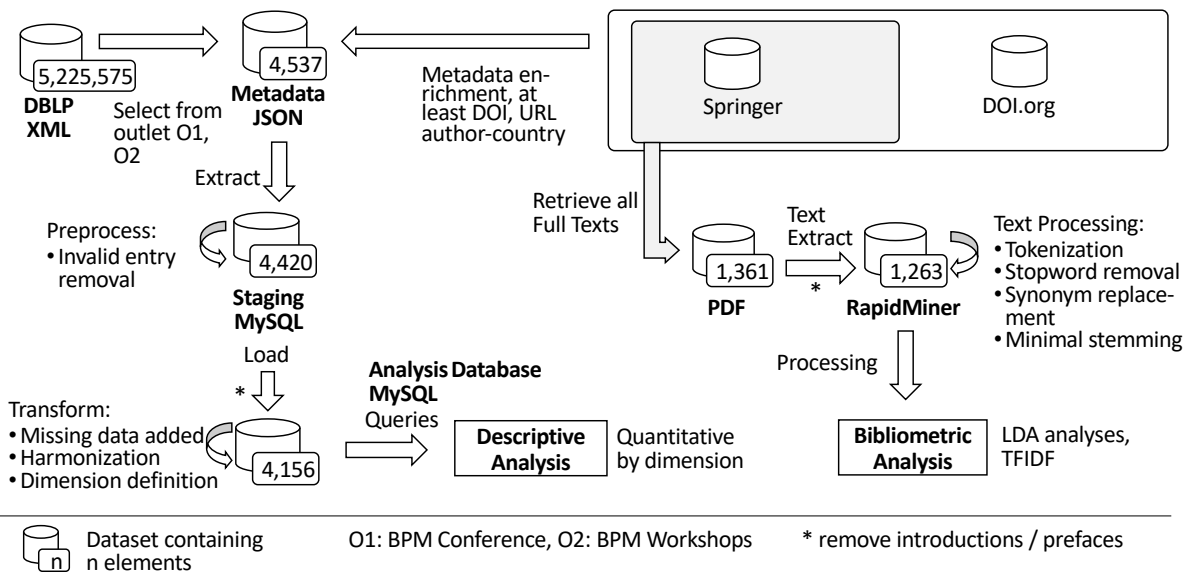 5,225,575
DBLP
XML
Select from
outlet O1,
O2
4,537
Metadada
JSON
Metadata en-
richment, at
least DOI, URL
author-country
Springer
DOI.org
Extract
Preprocess:
• Invalid entry
removal
4,420
Staging
MySQL
Retrieve all
Full Texts
1,361
PDF
Text
Extract
*
1,263
RapidMiner
Text Processing:
• Tokenization
• Stopword removal
• Synonym replace-
ment
• Minimal stemming
Load
*
Transform:
• Missing data added
• Harmonization
• Dimension definition
4,156
Analysis Database
MySQL
Queries
Descriptive
Analysis
Quantitative
by dimension
Processing
Bibliometric
Analysis
LDA analyses,
TFIDF
n
Dataset containing
n elements
O1: BPM Conference, O2: BPM Workshops
* remove introductions / prefaces